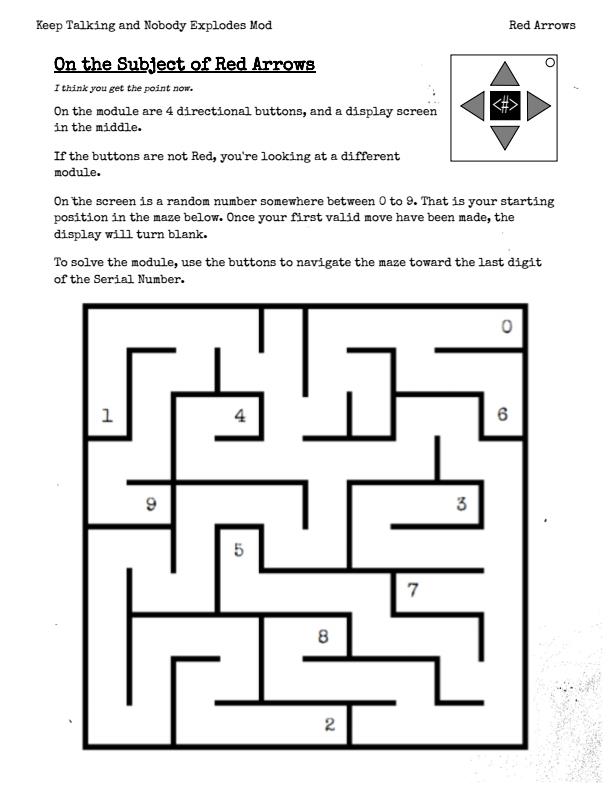 Keep Talking and Nobody Explodes Mod Red Arrows
On the Subject of Red Arrows
<#>
I think you get the point now.
On the module are 4 directional buttons, and a display screen
in the middle.
If the buttons are not Red, you're looking at a different
module.
On the screen is a random number somewhere between 0 to 9. That is your starting
position in the maze below. Once your first valid move have been made, the
display will turn blank.
To solve the module, use the buttons to navigate the maze toward the last digit
of the Serial Number.
0
1 4 6
9 3
5
7
8
2